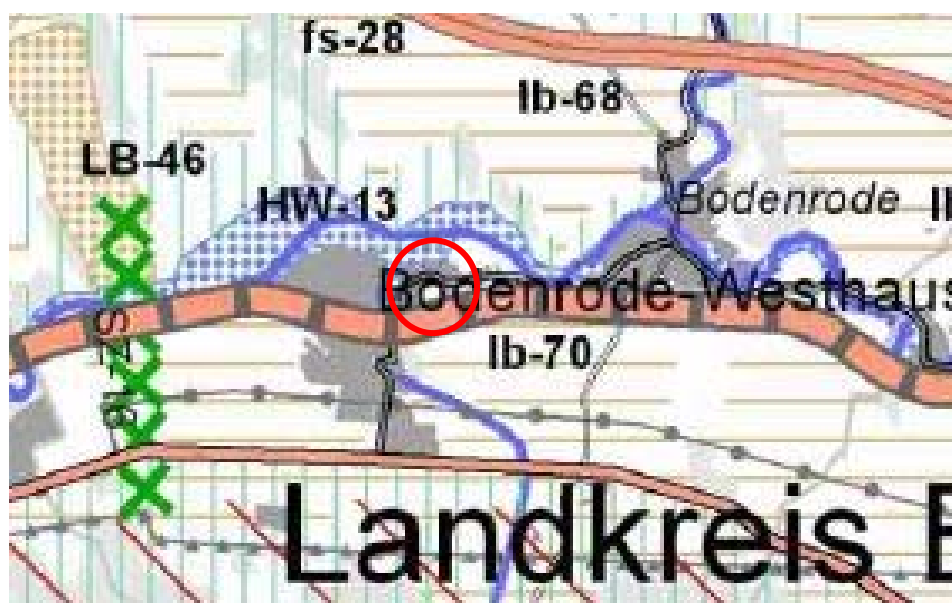 fs-28
lb-68
LB-46
HW-13
Bodenrode
Bodenrode-Westhaus
lb-70
Landkreis E